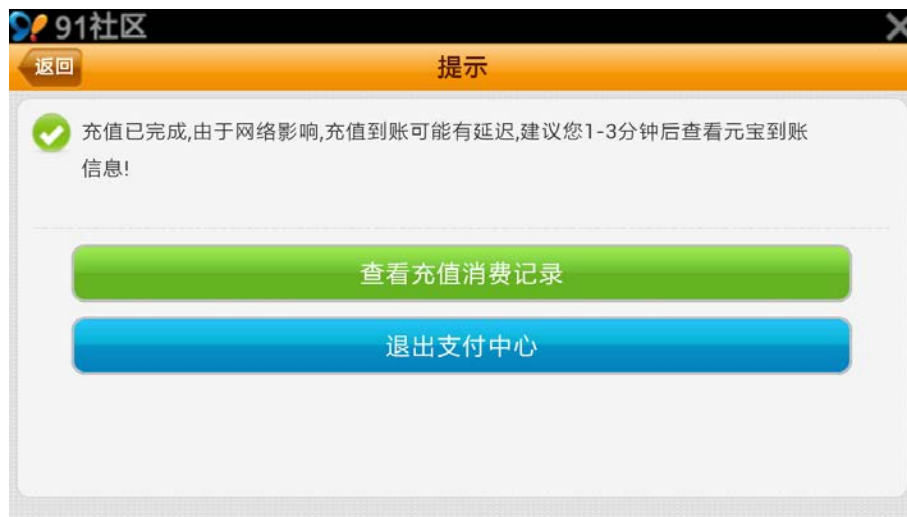 91社区
返回
提示
充值已完成,由于网络影响,充值到账可能有延迟,建议您1-3分钟后查看元宝到账
信息!
查看充值消费记录
退出支付中心